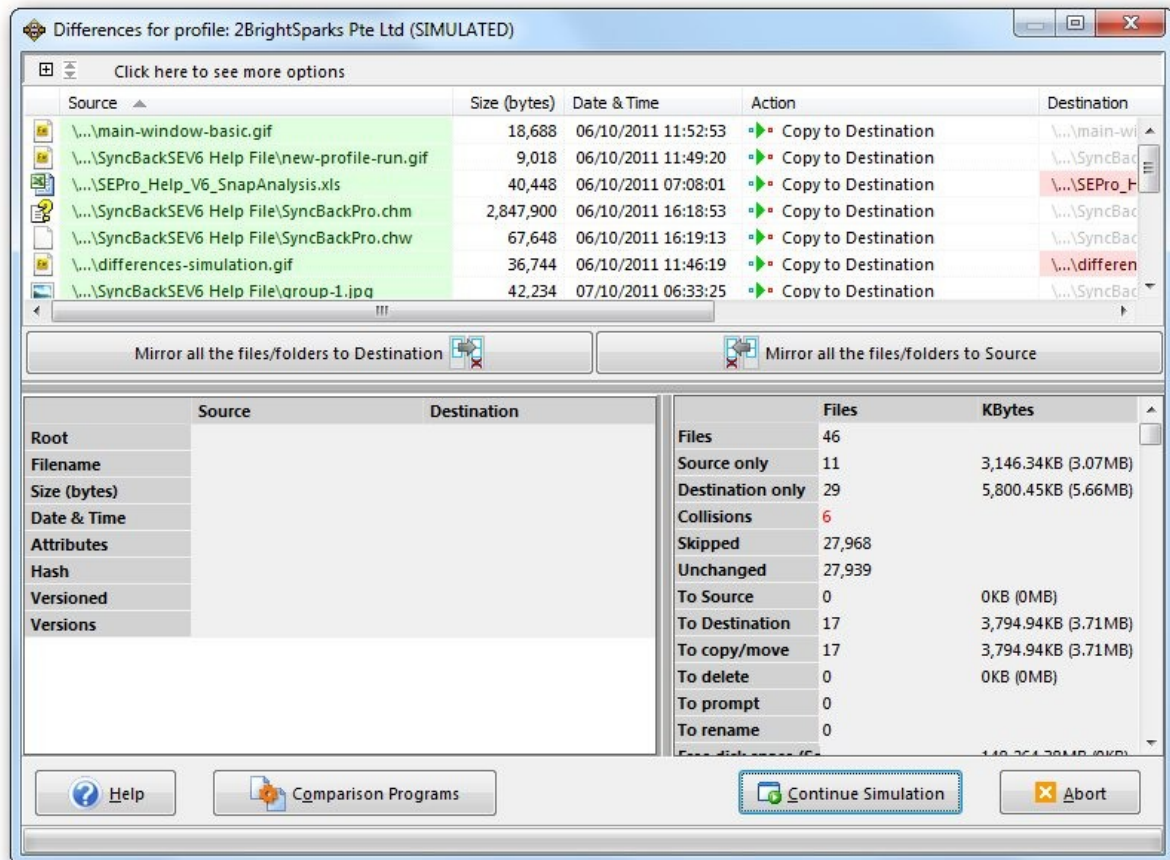 Differences for profile: 2BrightSparks Pte Ltd (SIMULATED)
Click here to see more options
Source Size (bytes) Date & Time Action Destination
\...\main-window-basic.gif 18,688 06/10/2011 11:52:53 Copy to Destination \...\main-wi
\...\SyncBackSEV6 Help File\new-profile-run.gif 9,018 06/10/2011 11:49:20 Copy to Destination \...\SyncBac
\...\SEPro_Help_V6_SnapAnalysis.xls 40,448 06/10/2011 07:08:01 Copy to Destination \...\SEPro_H
\...\SyncBackSEV6 Help File\SyncBackPro.chm 2,847,900 06/10/2011 16:18:53 Copy to Destination \...\SyncBac
\...\SyncBackSEV6 Help File\SyncBackPro.chw 67,648 06/10/2011 16:19:13 Copy to Destination \...\SyncBac
\...\differences-simulation.gif 36,744 06/10/2011 11:46:19 Copy to Destination \...\differen
\...\SyncBackSEV6 Help File\group-1.jpg 42,234 07/10/2011 06:33:25 Copy to Destination \...\SyncBac
Mirror all the files/folders to Destination Mirror all the files/folders to Source
Source Destination
Root
Filename
Size (bytes)
Date & Time
Attributes
Hash
Versioned
Versions
Files KBytes
Files 46
Source only 11 3,146.34KB (3.07MB)
Destination only 29 5,800.45KB (5.66MB)
Collisions 6
Skipped 27,968
Unchanged 27,939
To Source 0 0KB (0MB)
To Destination 17 3,794.94KB (3.71MB)
To copy/move 17 3,794.94KB (3.71MB)
To delete 0 0KB (0MB)
To prompt 0
To rename 0
Free disk space
Help Comparison Programs Continue Simulation Abort